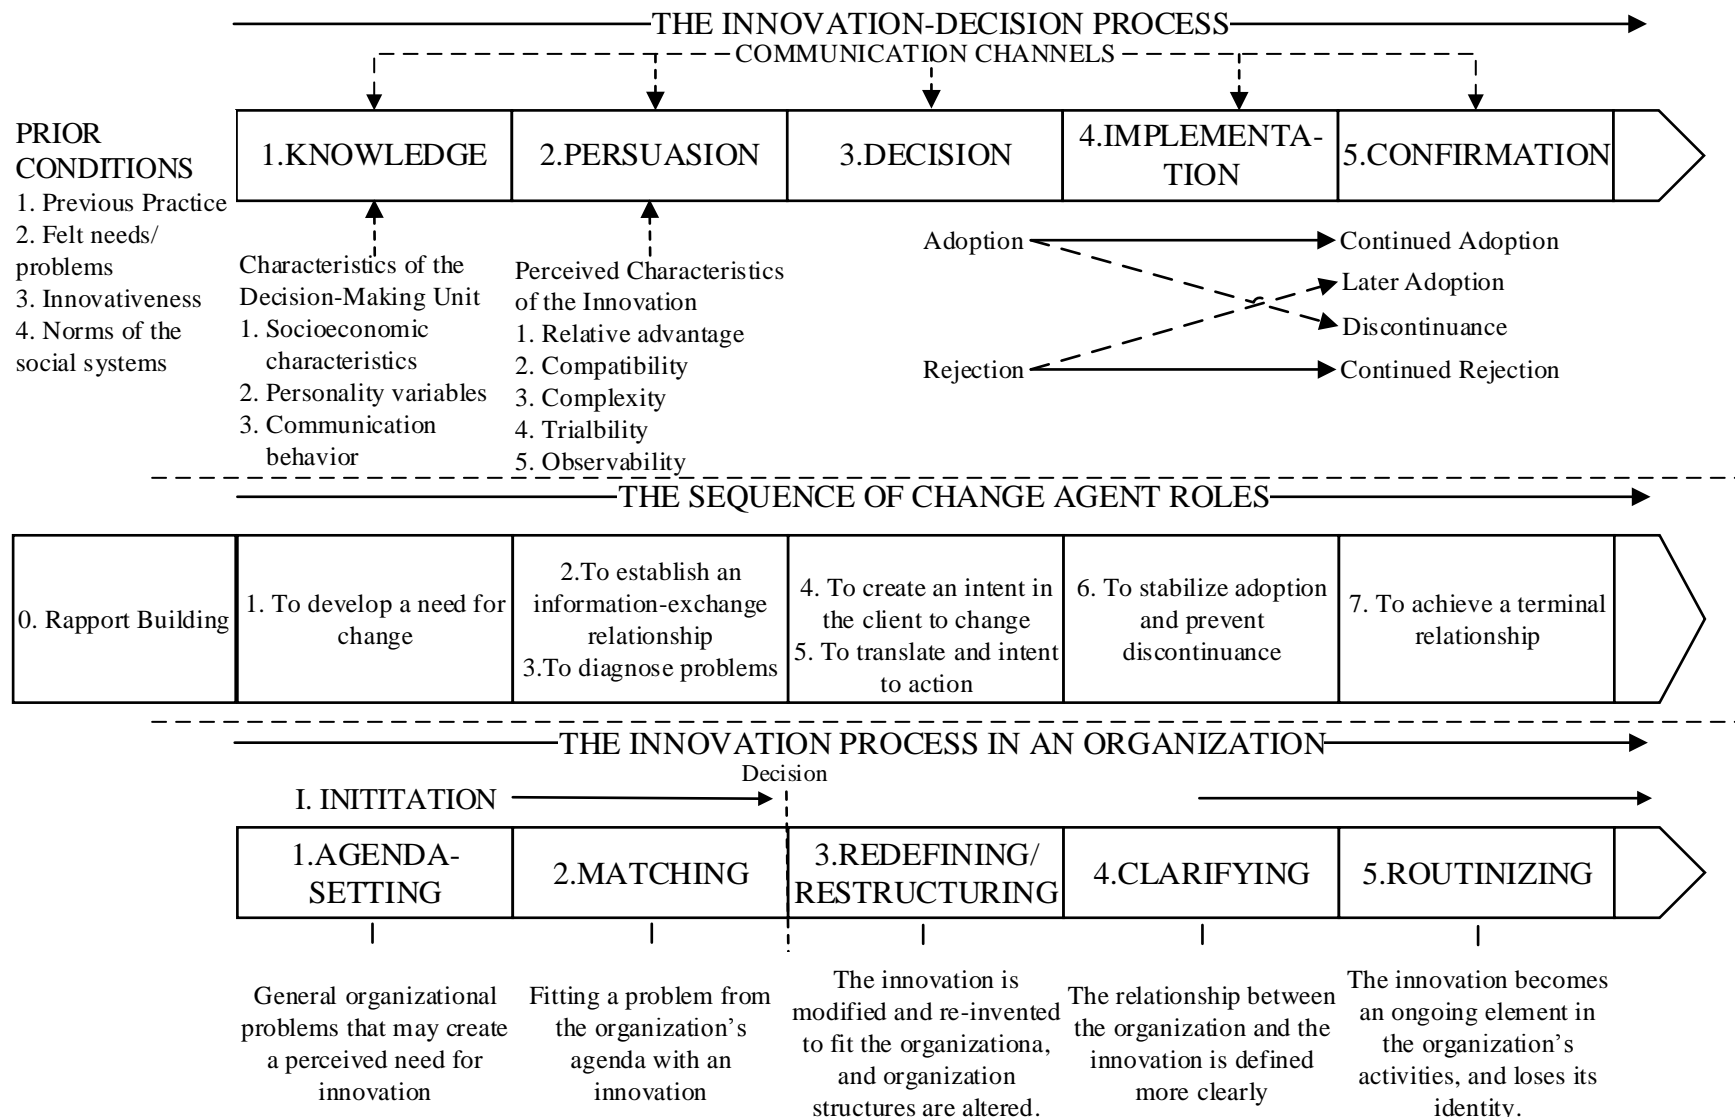 THE INNOVATION-DECISION PROCESS
COMMUNICATION CHANNELS
PRIOR
CONDITIONS
1. Previous Practice
2. Felt needs/
problems
3. Innovativeness
4. Norms of the
social systems
1.KNOWLEDGE
2.PERSUASION
3.DECISION
4.IMPLEMENTA-
TION
5.CONFIRMATION
Characteristics of the
Decision-Making Unit
1. Socioeconomic
characteristics
2. Personality variables
3. Communication
behavior
Perceived Characteristics
of the Innovation
1. Relative advantage
2. Compatibility
3. Complexity
4. Trialbility
5. Observability
Adoption
Rejection
Continued Adoption
Later Adoption
Discontinuance
Continued Rejection
THE SEQUENCE OF CHANGE AGENT ROLES
0. Rapport Building
1. To develop a need for
change
2.To establish an
information-exchange
relationship
3.To diagnose problems
4. To create an intent in
the client to change
5. To translate and intent
to action
6. To stabilize adoption
and prevent
discontinuance
7. To achieve a terminal
relationship
THE INNOVATION PROCESS IN AN ORGANIZATION
Decision
I. INITITATION
1.AGENDA-
SETTING
2.MATCHING
3.REDEFINING/
RESTRUCTURING
4.CLARIFYING
5.ROUTINIZING
General organizational
problems that may create
a perceived need for
innovation
Fitting a problem from
the organization’s
agenda with an
innovation
The innovation is
modified and re-invented
to fit the organizationa,
and organization
structures are altered.
The relationship between
the organization and the
innovation is defined
more clearly
The innovation becomes
an ongoing element in
the organization’s
activities, and loses its
identity.